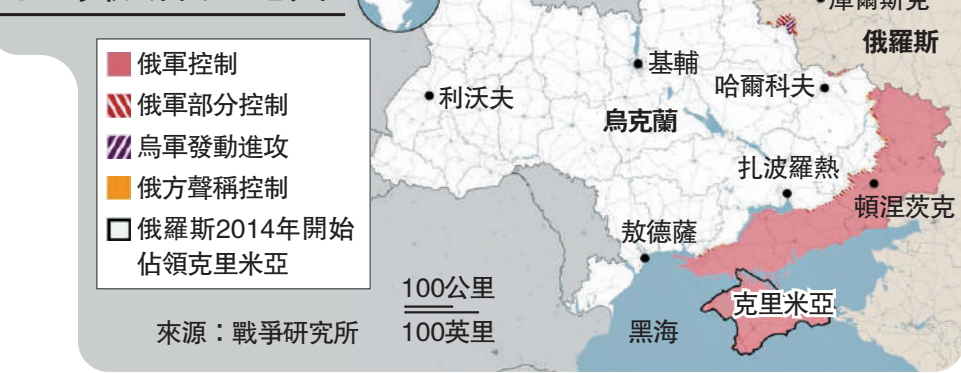 庫爾斯克
俄羅斯
俄軍控制
俄軍部分控制
烏軍發動進攻
俄方聲稱控制
俄羅斯2014年開始
佔領克里米亞
基輔
利沃夫
哈爾科夫
烏克蘭
扎波羅熱
頓涅茨克
敖德薩
克里米亞
黑海
100公里
100英里
來源：戰爭研究所